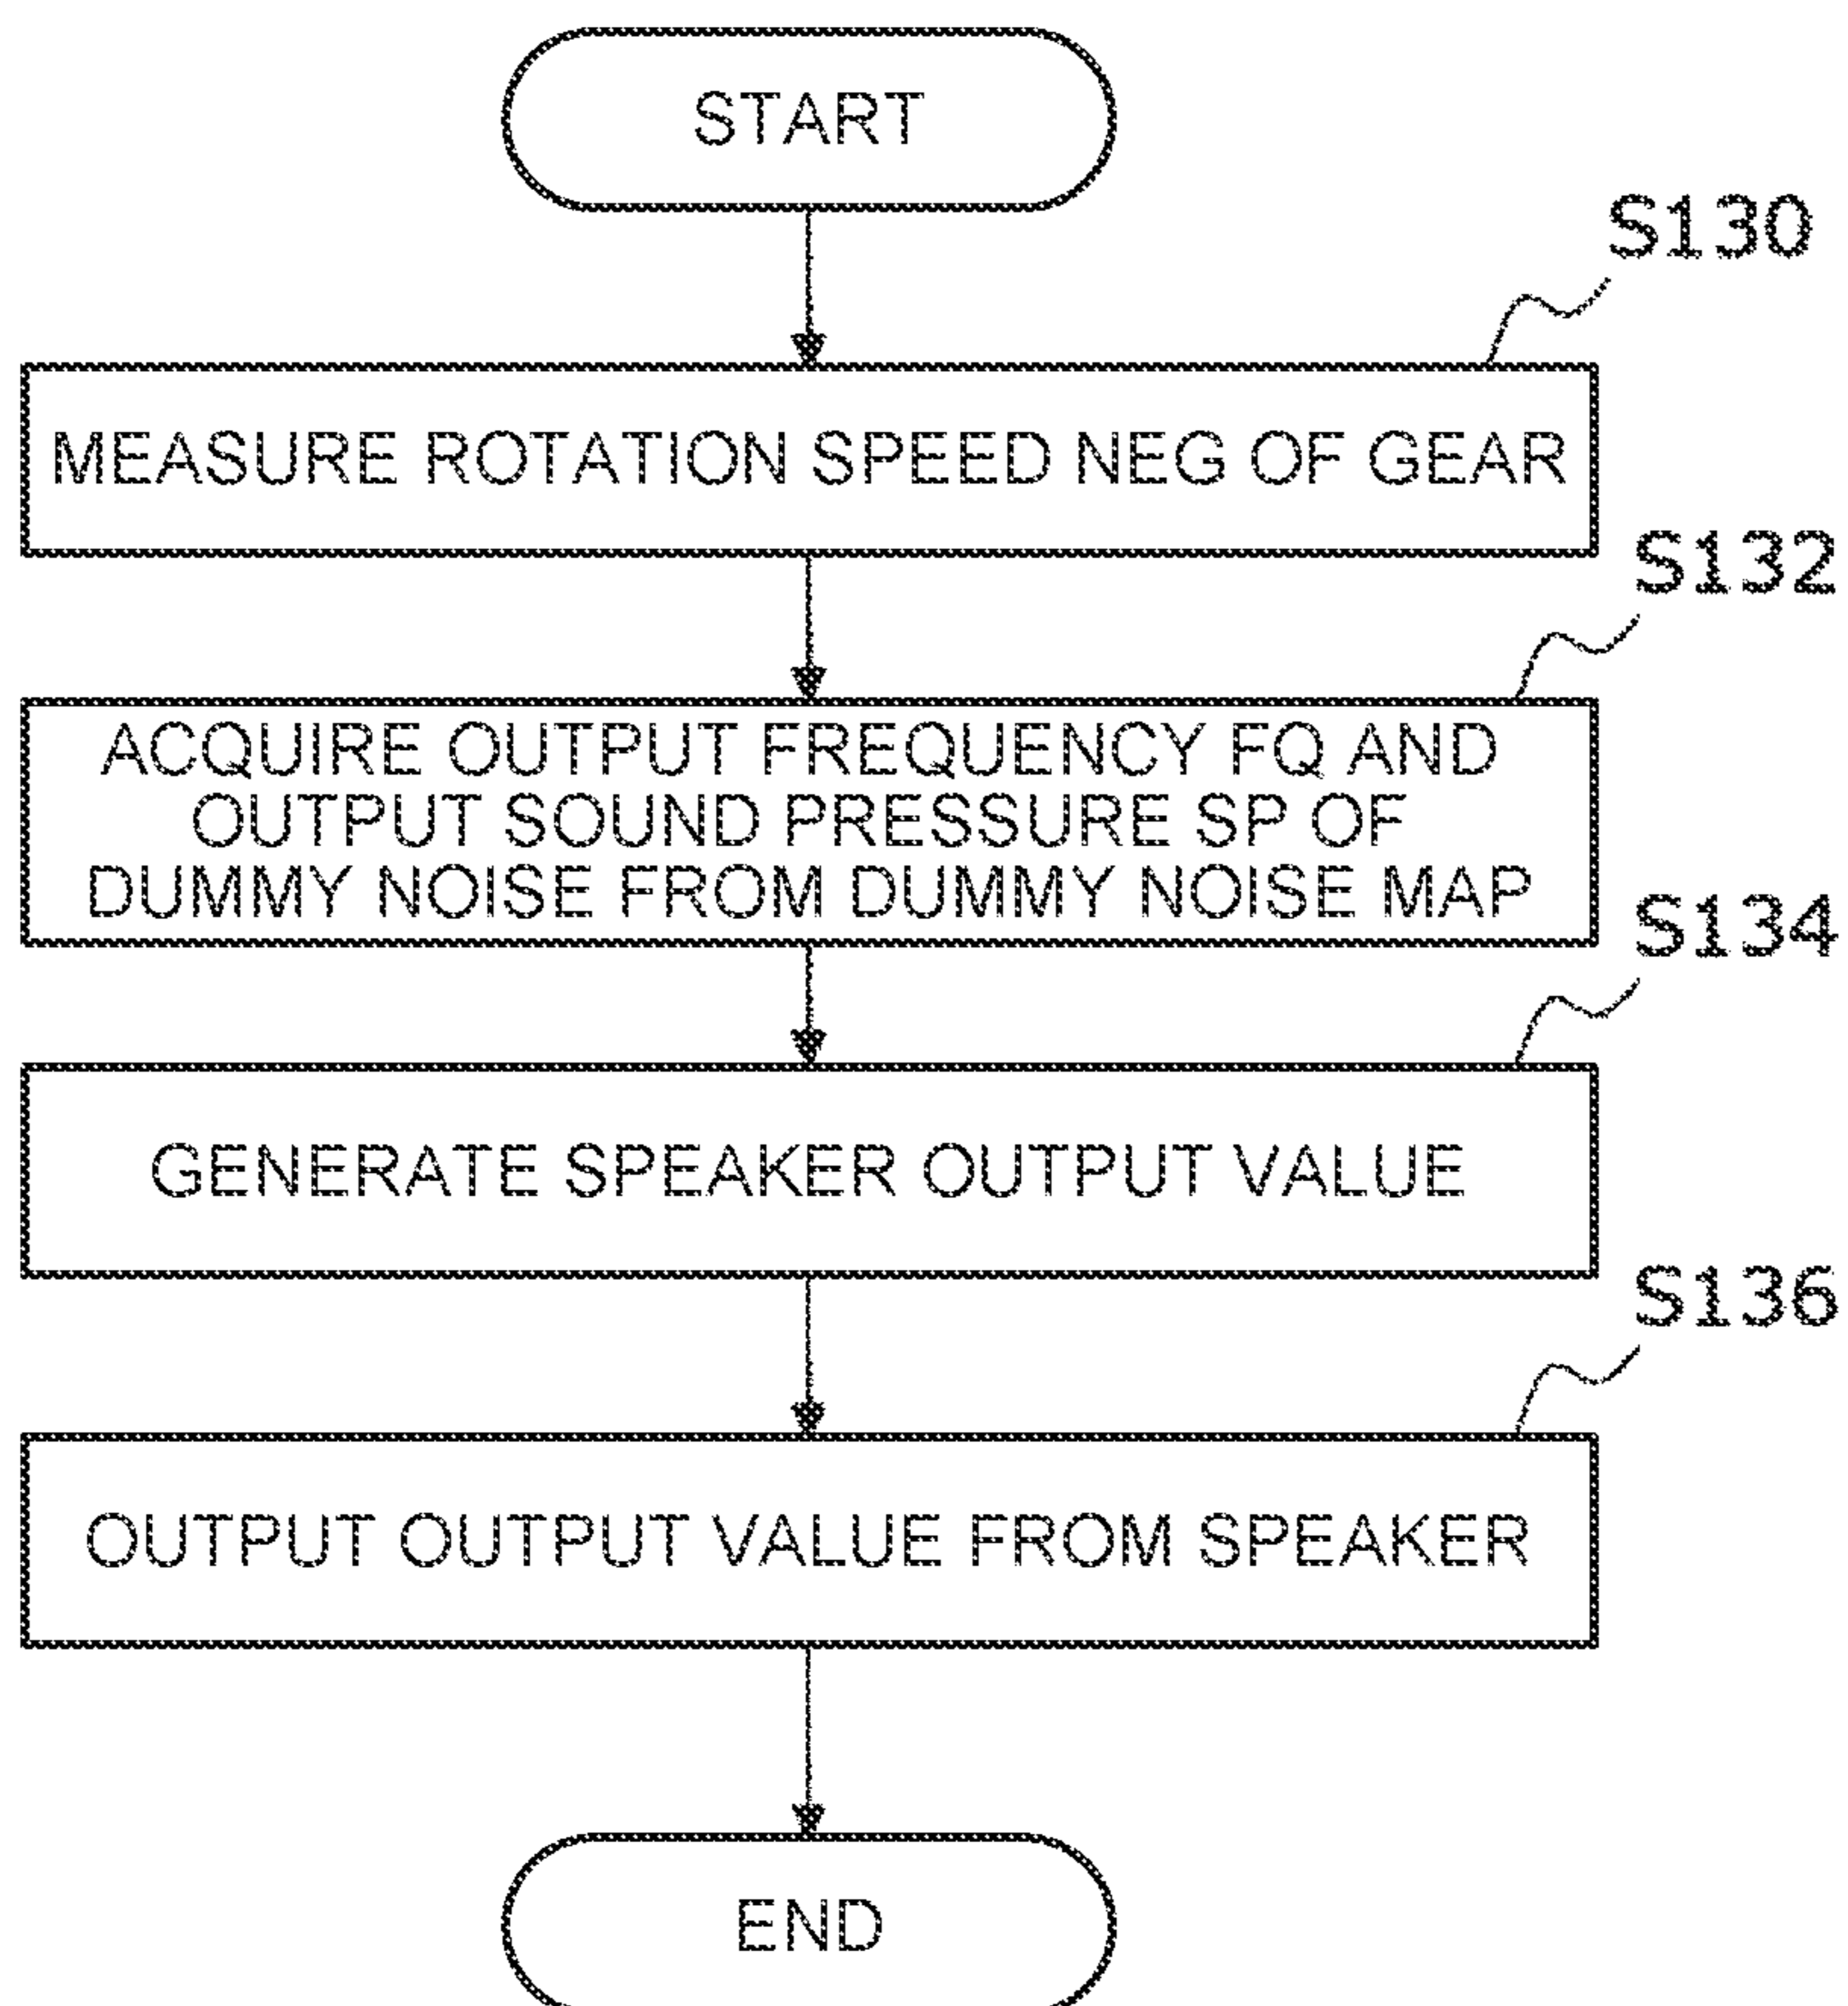 START
S130
MEASURE ROTATION SPEED NEG OF GEAR
S132
ACQUIRE OUTPUT FREQUENCY FQ AND
OUTPUT SOUND PRESSURE SP OF
DUMMY NOISE FROM DUMMY NOISE MAP
S134
GENERATE SPEAKER OUTPUT VALUE
S136
OUTPUT OUTPUT VALUE FROM SPEAKER
END